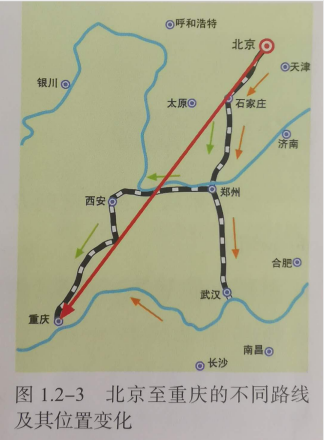 呼和浩特
北京
天津
银川
太原
石家庄
济南
西安
郑州
合肥
武汉
重庆
南昌
长沙
图 1.2-3 北京至重庆的不同路线
及其位置变化